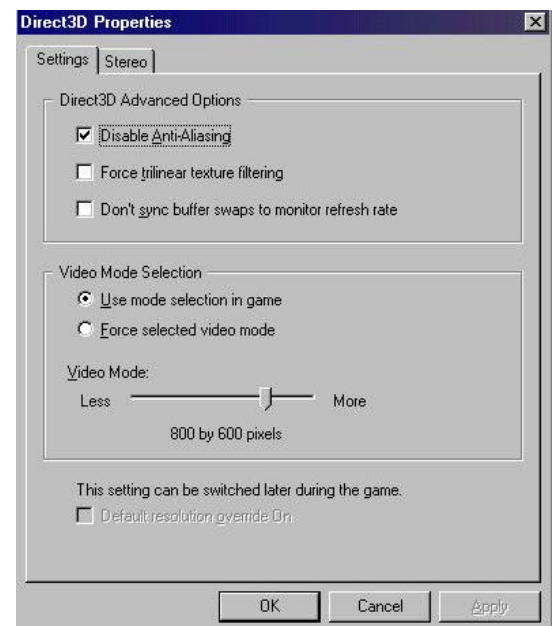 Direct3D Properties
Settings
Stereo
Direct3D Advanced Options
Disable Anti-Aliasing
Force trilinear texture filtering
Don't sync buffer swaps to monitor refresh rate
Video Mode Selection
Use mode selection in game
Force selected video mode
Video Mode:
Less More
800 by 600 pixels
This setting can be switched later during the game.
Default resolution override On
OK Cancel Apply